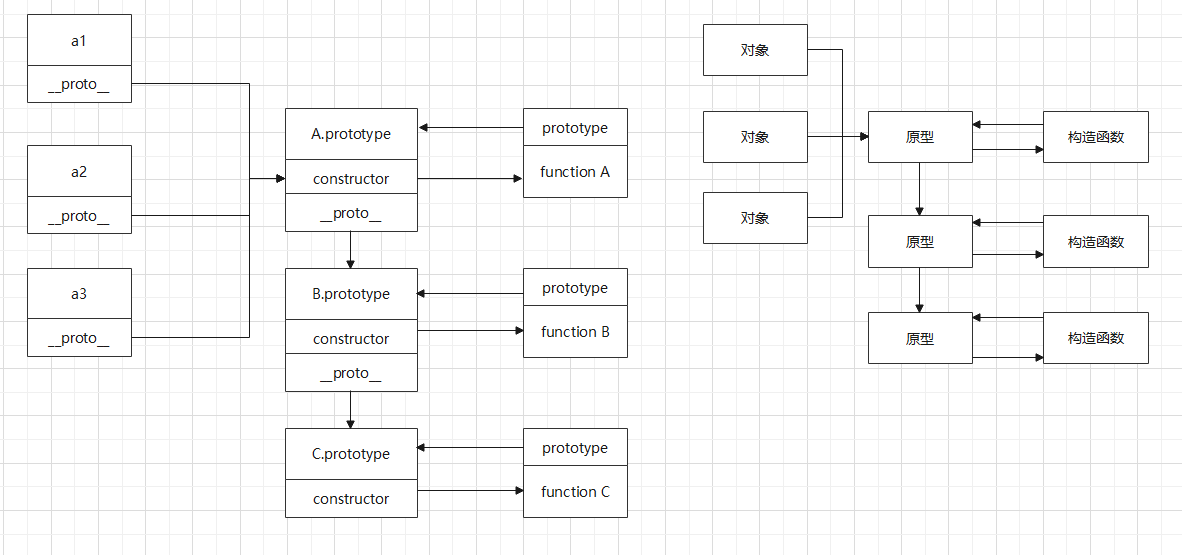 a1
__proto__
a2
__proto__
a3
__proto__
A.prototype
constructor
__proto__
prototype
function A
B.prototype
constructor
__proto__
prototype
function B
C.prototype
constructor
prototype
function C
对象
对象
对象
原型
构造函数
原型
构造函数
原型
构造函数